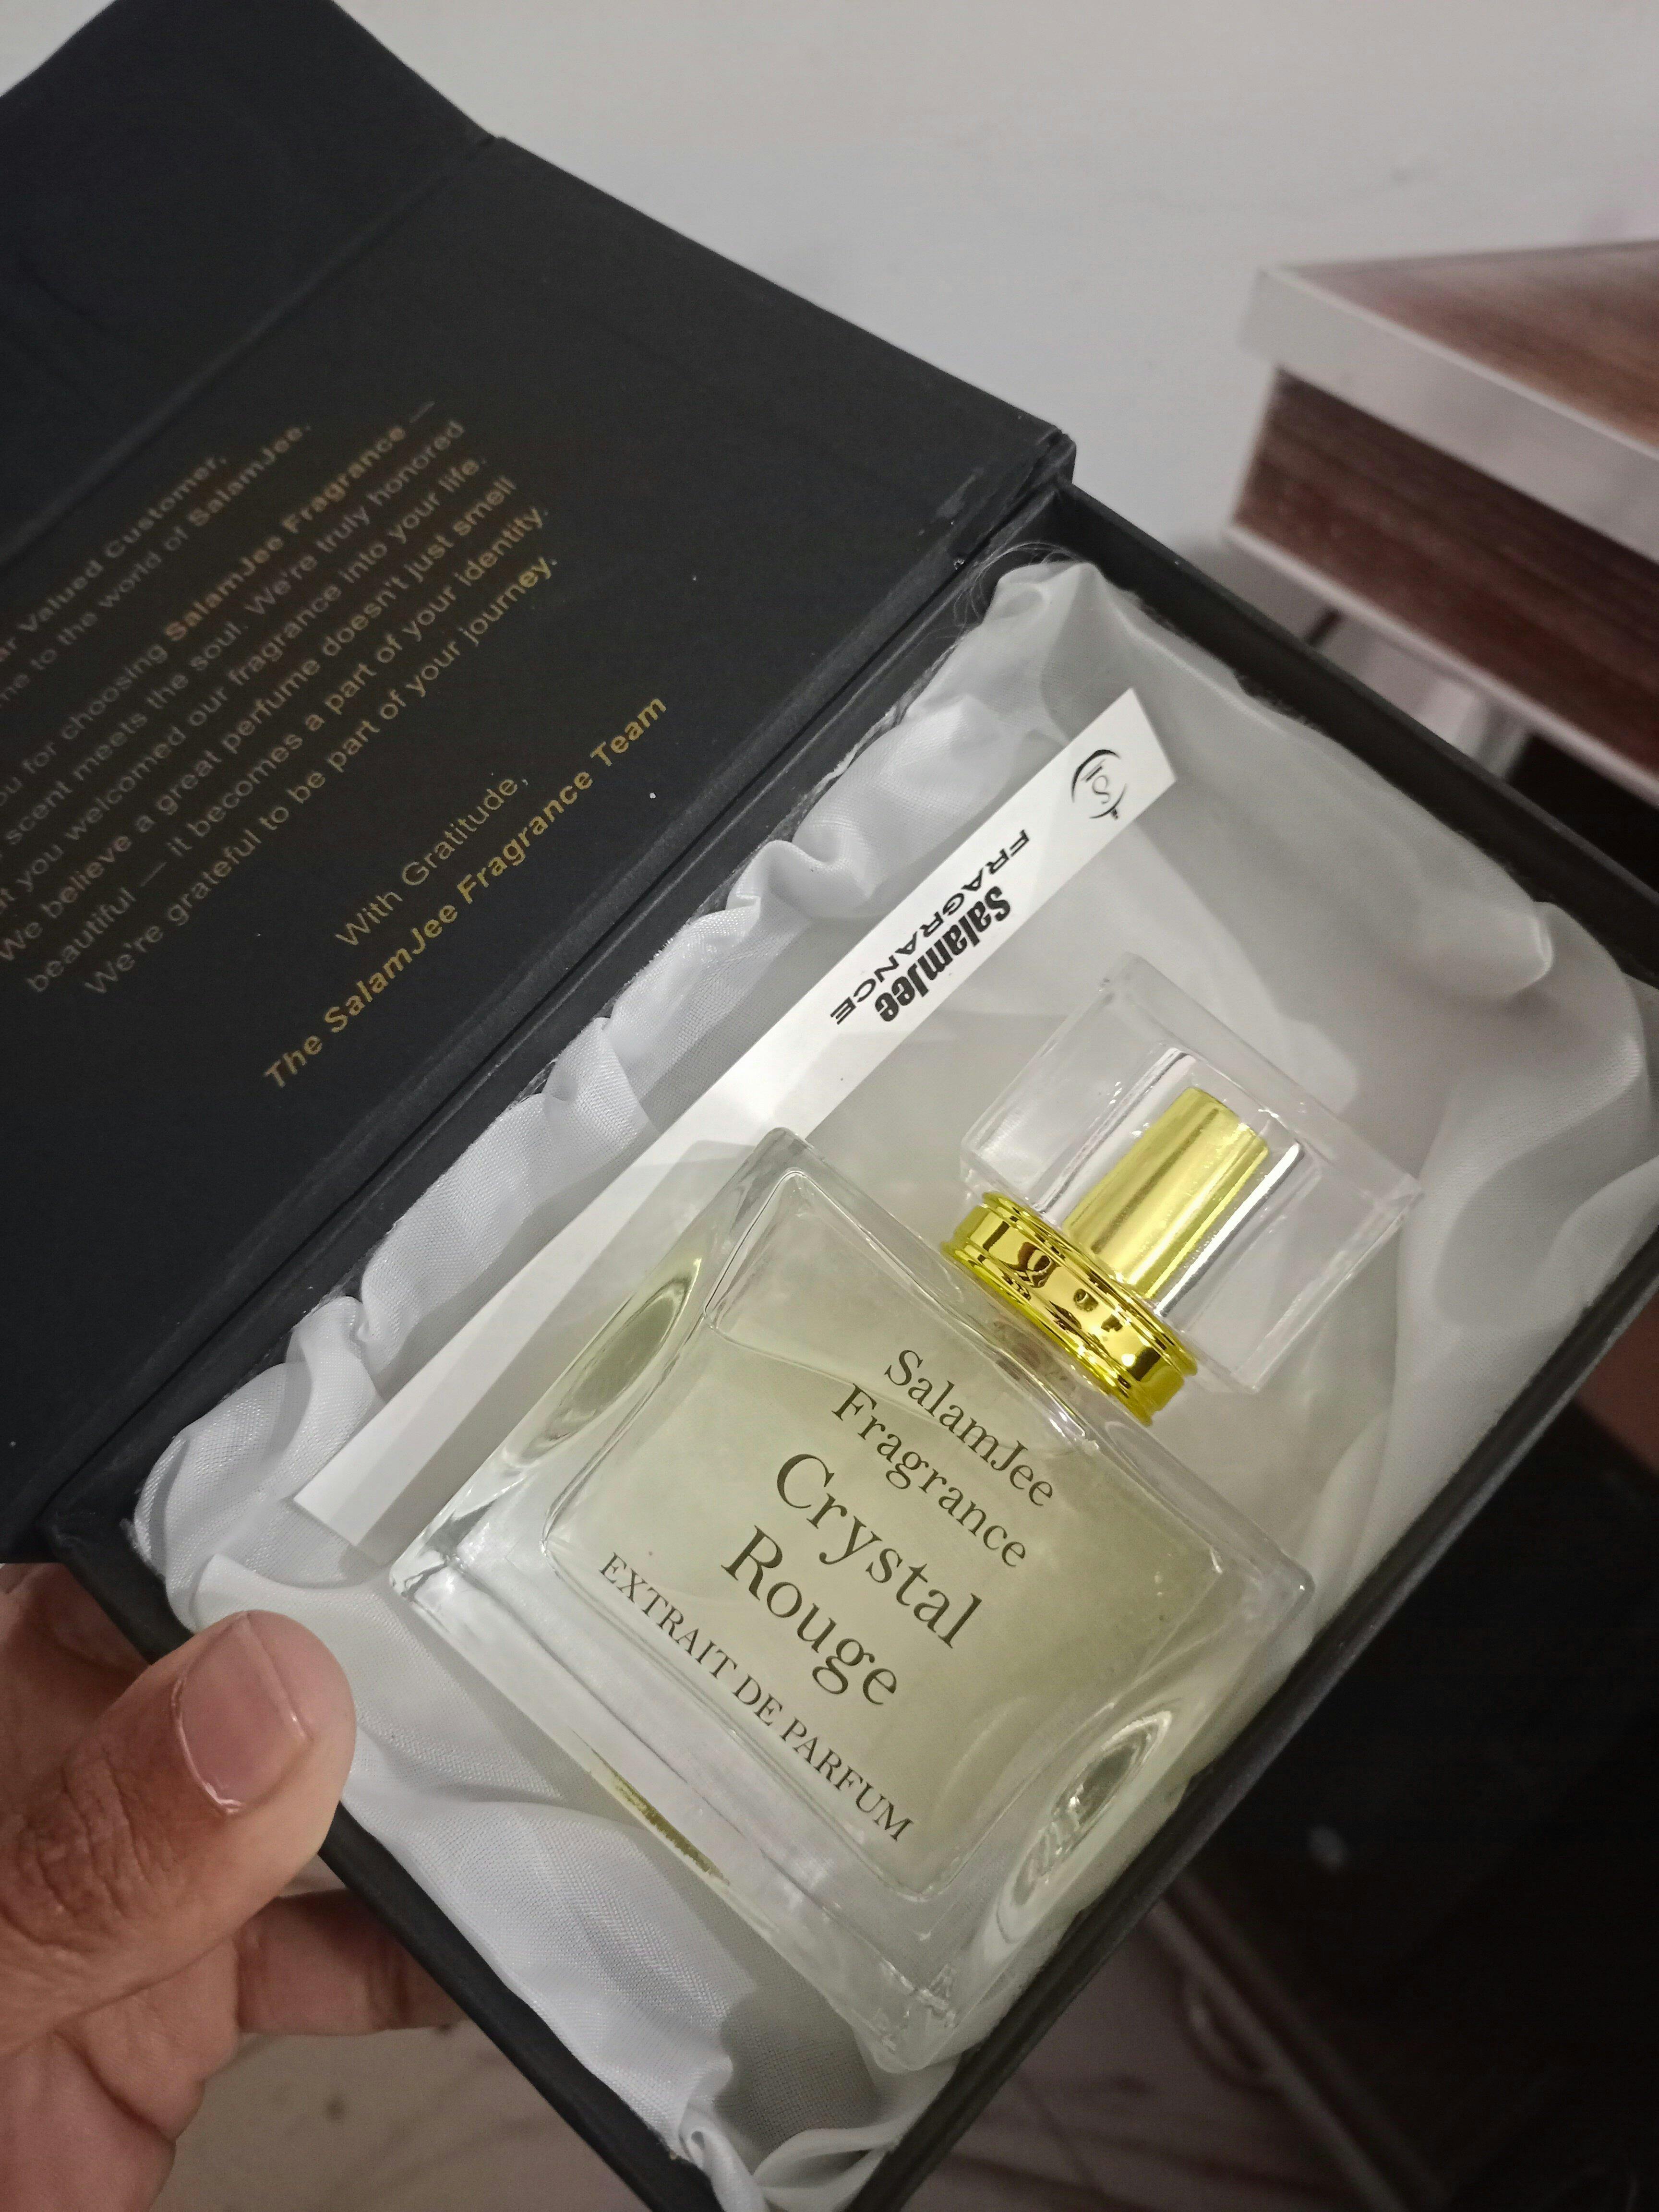 Valued Customer,
to the world of SalamJee.
for choosing SalamJee Fragrance —
scent meets the soul. We're truly honored
you welcomed our fragrance into your life.
We believe a great perfume doesn't just smell
beautiful — it becomes a part of your identity.
We're grateful to be part of your journey.
With Gratitude,
The SalamJee Fragrance Team
SalamJee
FRAGRANCE
SalamJee
Fragrance
Crystal
Rouge
EXTRAIT DE PARFUM